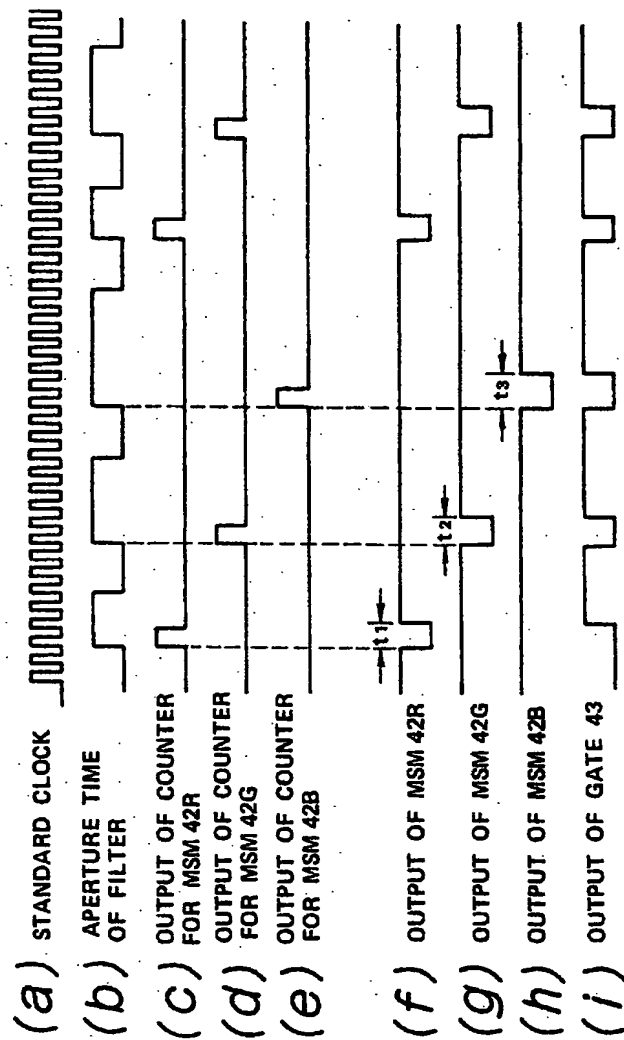 (a) STANDARD CLOCK
(b) APERTURE TIME
OF FILTER
(c) OUTPUT OF COUNTER
FOR MSM 42R
(d) OUTPUT OF COUNTER
FOR MSM 42G
(e) OUTPUT OF COUNTER
FOR MSM 42B
(f) OUTPUT OF MSM 42R
t1
(g) OUTPUT OF MSM 42G
t2
(h) OUTPUT OF MSM 42B
t3
(i) OUTPUT OF GATE 43